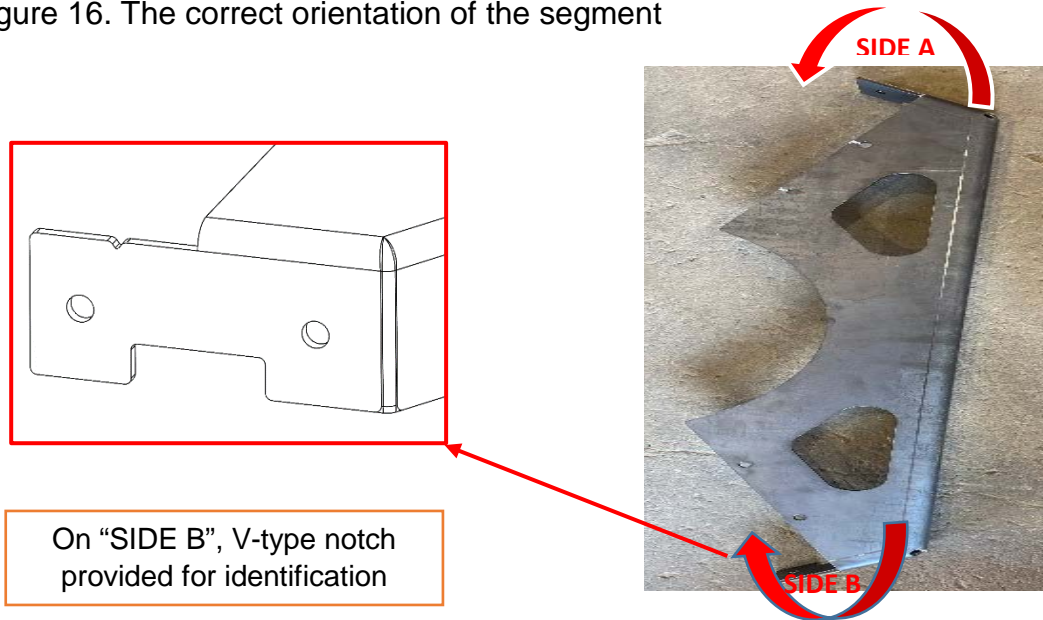 gure 16. The correct orientation of the segment
SIDE A
On “SIDE B”, V-type notch
provided for identification
SIDE B